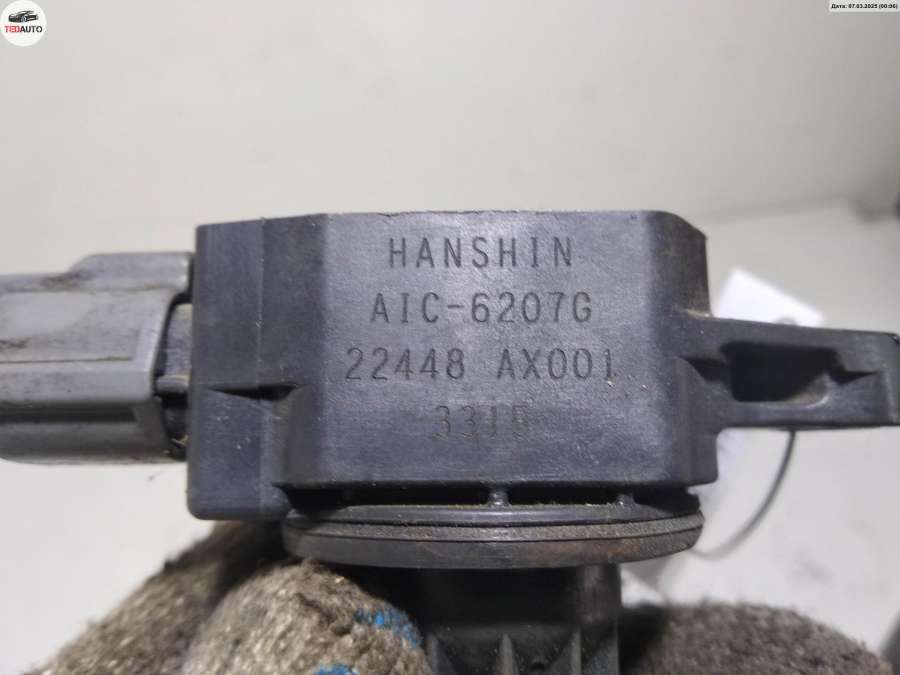 TEDAUTO
Дата: 07.03.2025 (00:06)
HANSHIN
AIC-6207G
22448 AX001